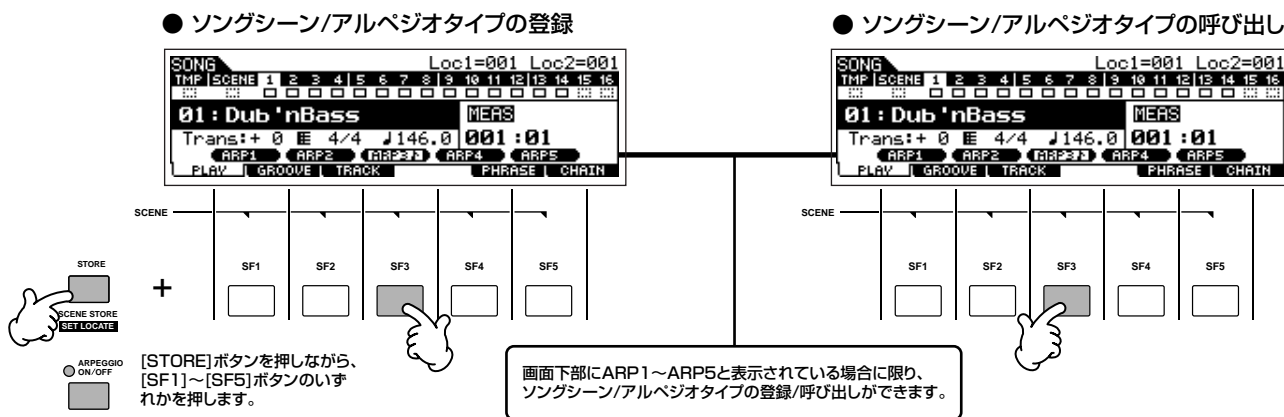 ● ソングシーン/アルペジオタイプの登録
SONG Loc1=001 Loc2=001
TMP SCENE 1 2 3 4 5 6 7 8 9 10 11 12 13 14 15 16
01:Dub'nBass MEAS
Trans:+ 0 4/4 ♩146.0 001:01
ARP1 ARP2 ARP3♪ ARP4 ARP5
PLAY GROOVE TRACK PHRASE CHAIN
SCENE
SF1 SF2 SF3 SF4 SF5
STORE
+
SCENE STORE
SET LOCATE
ARPEGGIO
ON/OFF
[STORE]ボタンを押しながら、
[SF1]～[SF5]ボタンのいず
れかを押します。
● ソングシーン/アルペジオタイプの呼び出し
SONG Loc1=001 Loc2=001
TMP SCENE 1 2 3 4 5 6 7 8 9 10 11 12 13 14 15 16
01:Dub'nBass MEAS
Trans:+ 0 4/4 ♩146.0 001:01
ARP1 ARP2 ARP3♪ ARP4 ARP5
PLAY GROOVE TRACK PHRASE CHAIN
SCENE
SF1 SF2 SF3 SF4 SF5
画面下部にARP1～ARP5と表示されている場合に限り、
ソングシーン/アルペジオタイプの登録/呼び出しができます。